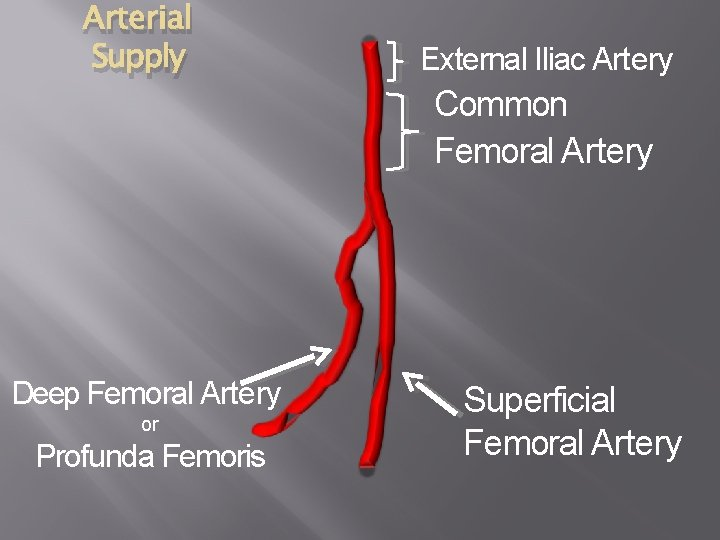 Arterial
Supply
External Iliac Artery
Common
Femoral Artery
Deep Femoral Artery
or
Profunda Femoris
Superficial
Femoral Artery